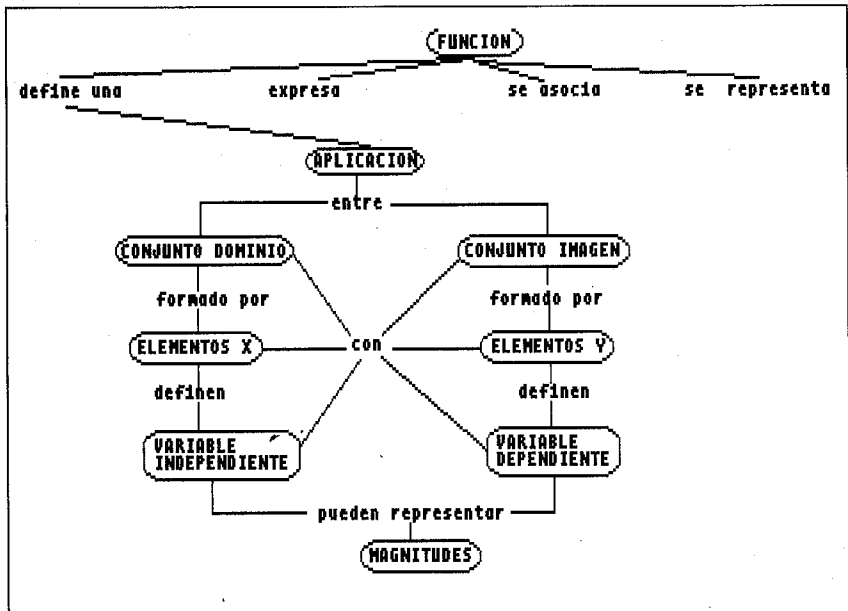 FUNCION
define una expresa se asocia se representa
APLICACION
entre
CONJUNTO DOMINIO CONJUNTO IMAGEN
formado por formado por
ELEMENTOS X con ELEMENTOS Y
definen definen
VARIABLE VARIABLE
INDEPENDIENTE DEPENDIENTE
pueden representar
MAGNITUDES